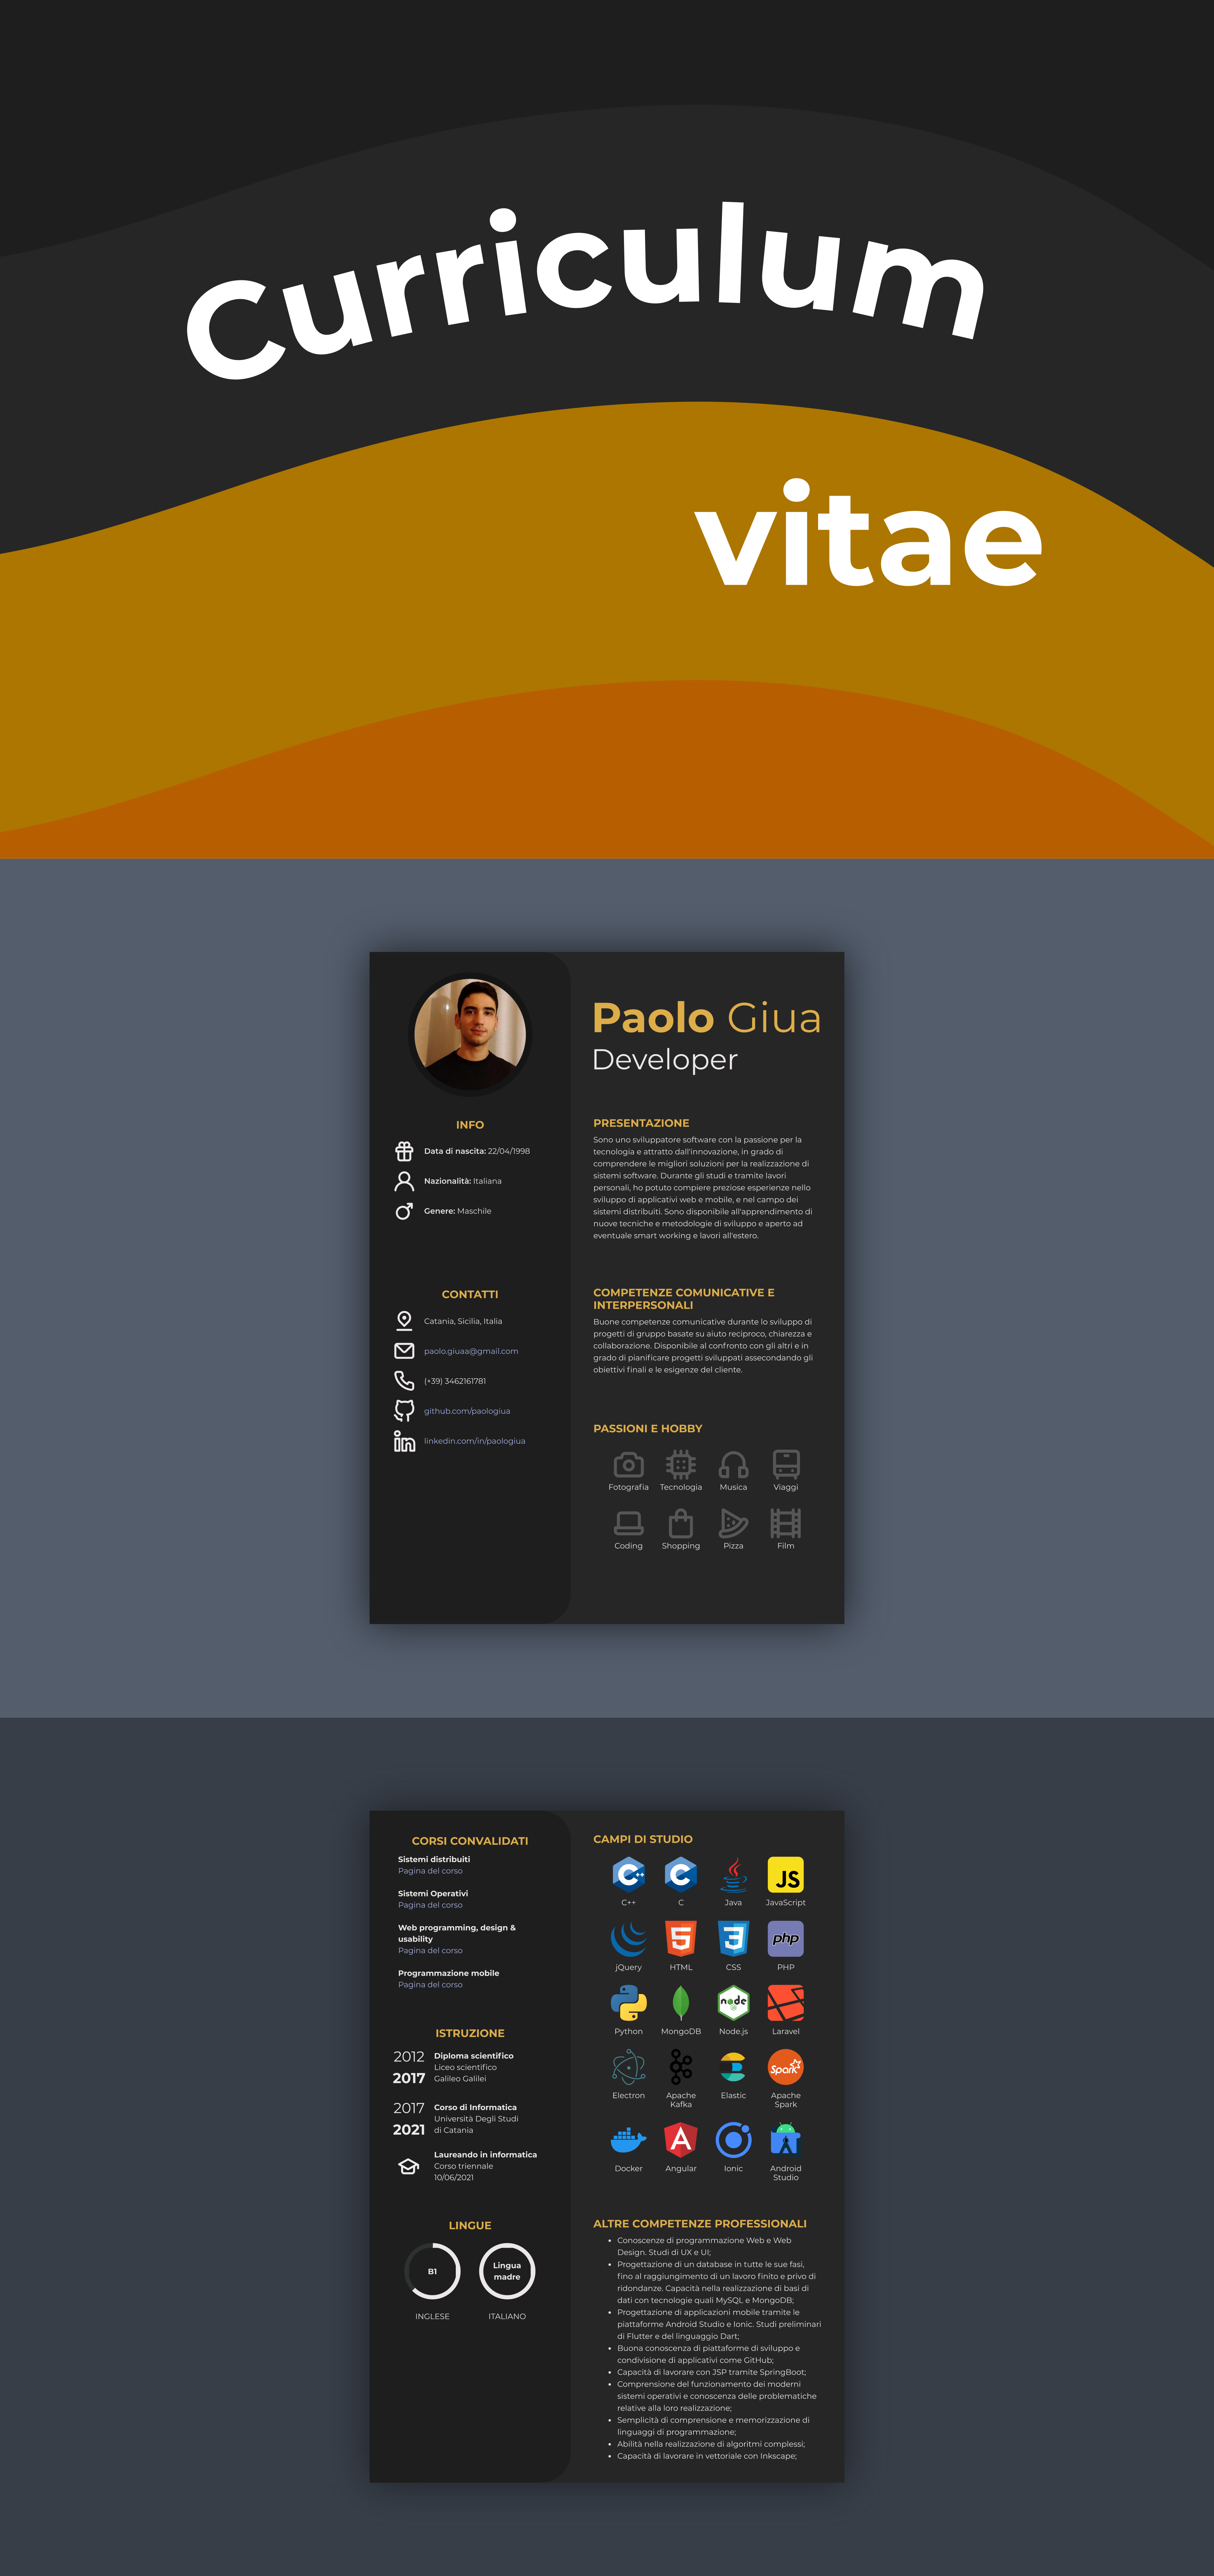 Curriculum
vitae
Paolo Giua
Developer
INFO
Data di nascita: 22/04/1998
Nazionalità: Italiana
Genere: Maschile
CONTATTI
Catania, Sicilia, Italia
paolo.giuaa@gmail.com
(+39) 3462161781
github.com/paologiua
linkedin.com/in/paologiua
PRESENTAZIONE
Sono uno sviluppatore software con la passione per la
tecnologia e attratto dall'innovazione, in grado di
comprendere le migliori soluzioni per la realizzazione di
sistemi software. Durante gli studi e tramite lavori
personali, ho potuto compiere preziose esperienze nello
sviluppo di applicativi web e mobile, e nel campo dei
sistemi distribuiti. Sono disponibile all'apprendimento di
nuove tecniche e metodologie di sviluppo e aperto ad
eventuale smart working e lavori all'estero.
COMPETENZE COMUNICATIVE E
INTERPERSONALI
Buone competenze comunicative durante lo sviluppo di
progetti di gruppo basate su aiuto reciproco, chiarezza e
collaborazione. Disponibile al confronto con gli altri e in
grado di pianificare progetti sviluppati assecondando gli
obiettivi finali e le esigenze del cliente.
PASSIONI E HOBBY
Fotografia Tecnologia Musica Viaggi
Coding Shopping Pizza Film
CORSI CONVALIDATI
Sistemi distribuiti
Pagina del corso
Sistemi Operativi
Pagina del corso
Web programming, design &
usability
Pagina del corso
Programmazione mobile
Pagina del corso
ISTRUZIONE
2012
2017
Diploma scientifico
Liceo scientifico
Galileo Galilei
2017
2021
Corso di Informatica
Università Degli Studi
di Catania
Laureando in informatica
Corso triennale
10/06/2021
LINGUE
B1
INGLESE
Lingua
madre
ITALIANO
CAMPI DI STUDIO
C++ C JS
C++ C Java JavaScript
5 3 php
jQuery HTML CSS PHP
node
Python MongoDB Node.js Laravel
Spark
Electron Apache Kafka Elastic Apache Spark
A
Docker Angular Ionic Android Studio
ALTRE COMPETENZE PROFESSIONALI
• Conoscenze di programmazione Web e Web
Design. Studi di UX e UI;
• Progettazione di un database in tutte le sue fasi,
fino al raggiungimento di un lavoro finito e privo di
ridondanze. Capacità nella realizzazione di basi di
dati con tecnologie quali MySQL e MongoDB;
• Progettazione di applicazioni mobile tramite le
piattaforme Android Studio e Ionic. Studi preliminari
di Flutter e del linguaggio Dart;
• Buona conoscenza di piattaforme di sviluppo e
condivisione di applicativi come GitHub;
• Capacità di lavorare con JSP tramite SpringBoot;
• Comprensione del funzionamento dei moderni
sistemi operativi e conoscenza delle problematiche
relative alla loro realizzazione;
• Semplicità di comprensione e memorizzazione di
linguaggi di programmazione;
• Abilità nella realizzazione di algoritmi complessi;
• Capacità di lavorare in vettoriale con Inkscape;